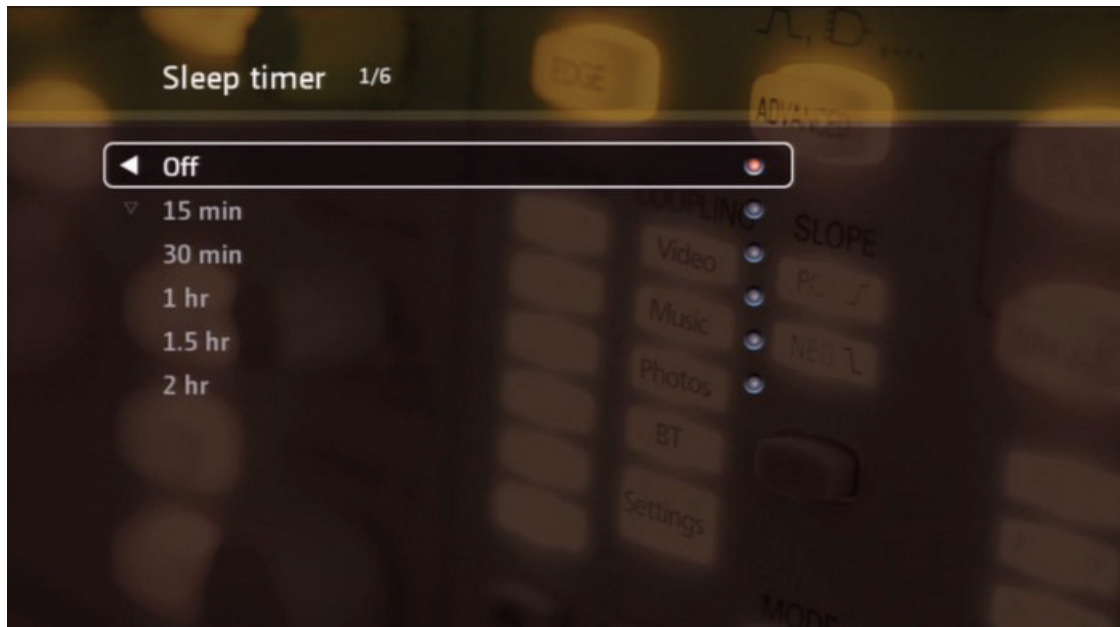 Sleep timer 1/6
EDGE
ADVANCED
Off
15 min
30 min
1 hr
1.5 hr
2 hr
COUPLING
SLOPE
Video
Music
Photos
BT
Settings
NEG